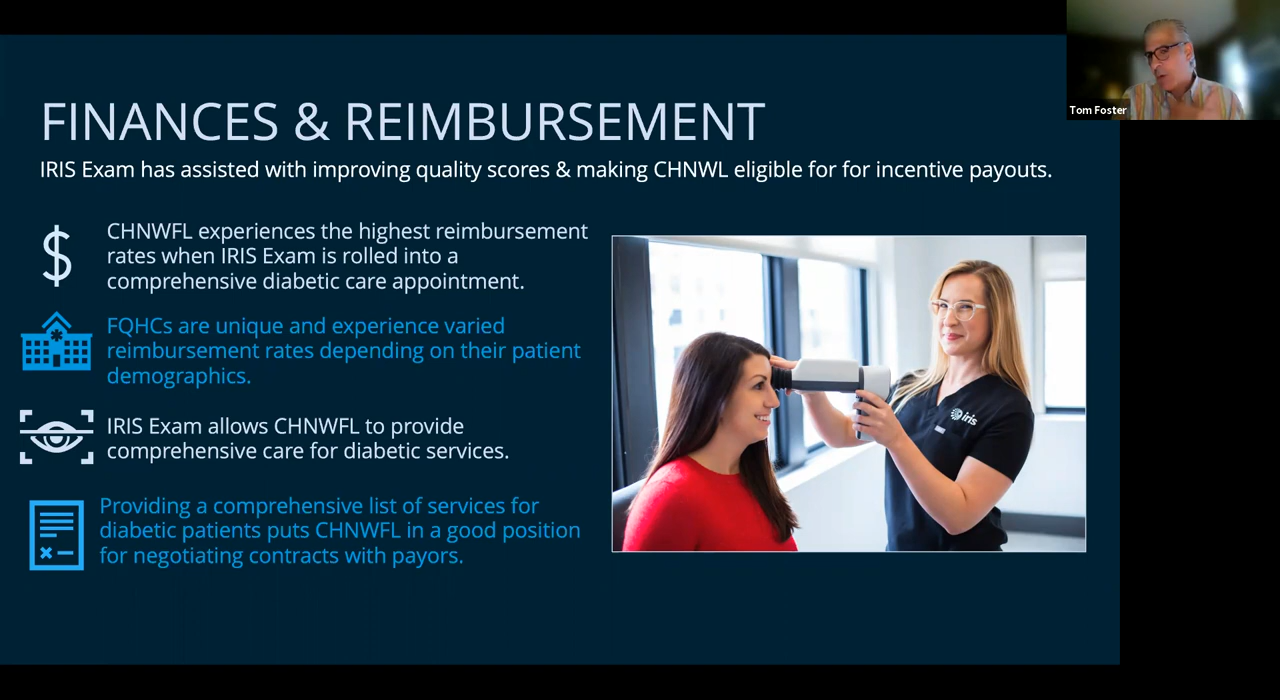 Tom Foster
FINANCES & REIMBURSEMENT
IRIS Exam has assisted with improving quality scores & making CHNWL eligible for for incentive payouts.
CHNWFL experiences the highest reimbursement
rates when IRIS Exam is rolled into a
comprehensive diabetic care appointment.
FQHCs are unique and experience varied
reimbursement rates depending on their patient
demographics.
IRIS Exam allows CHNWFL to provide
comprehensive care for diabetic services.
Providing a comprehensive list of services for
diabetic patients puts CHNWFL in a good position
for negotiating contracts with payors.
iris